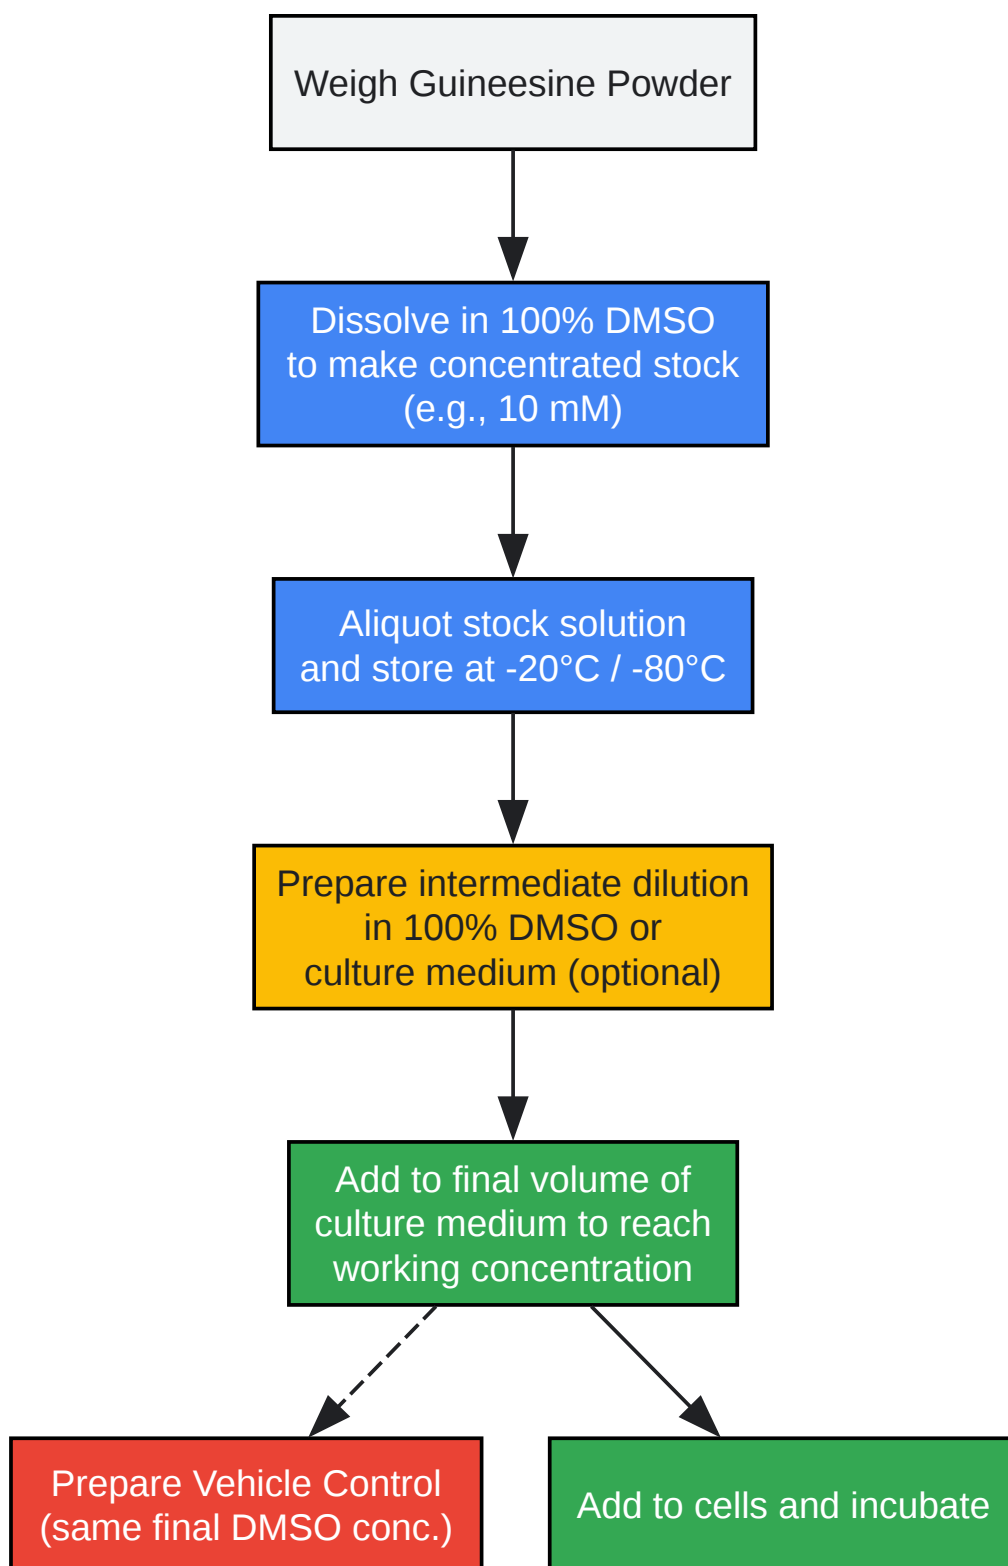 Weigh Guineesine Powder
Dissolve in 100% DMSO
to make concentrated stock
(e.g., 10 mM)
Aliquot stock solution
and store at -20°C / -80°C
Prepare intermediate dilution
in 100% DMSO or
culture medium (optional)
Add to final volume of
culture medium to reach
working concentration
Prepare Vehicle Control
(same final DMSO conc.)
Add to cells and incubate